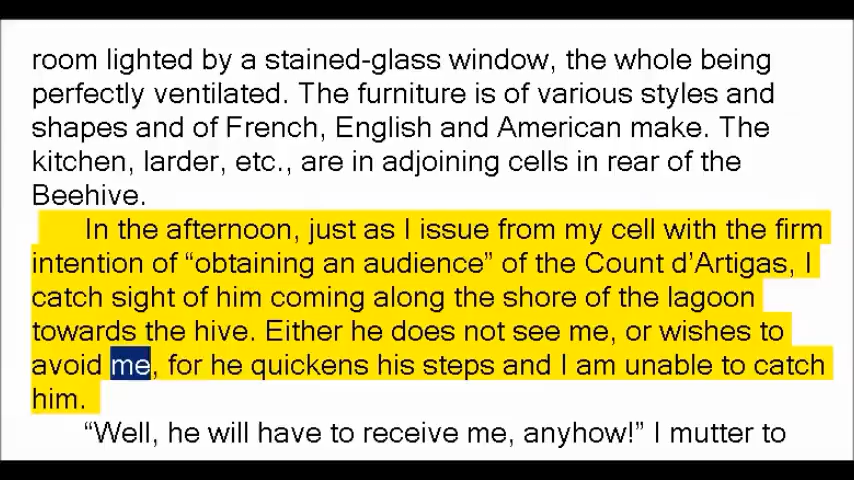 room lighted by a stained-glass window, the whole being
perfectly ventilated. The furniture is of various styles and
shapes and of French, English and American make. The
kitchen, larder, etc., are in adjoining cells in rear of the
Beehive.
In the afternoon, just as I issue from my cell with the firm
intention of “obtaining an audience” of the Count d’Artigas, I
catch sight of him coming along the shore of the lagoon
towards the hive. Either he does not see me, or wishes to
avoid me, for he quickens his steps and I am unable to catch
him.
“Well, he will have to receive me, anyhow!” I mutter to